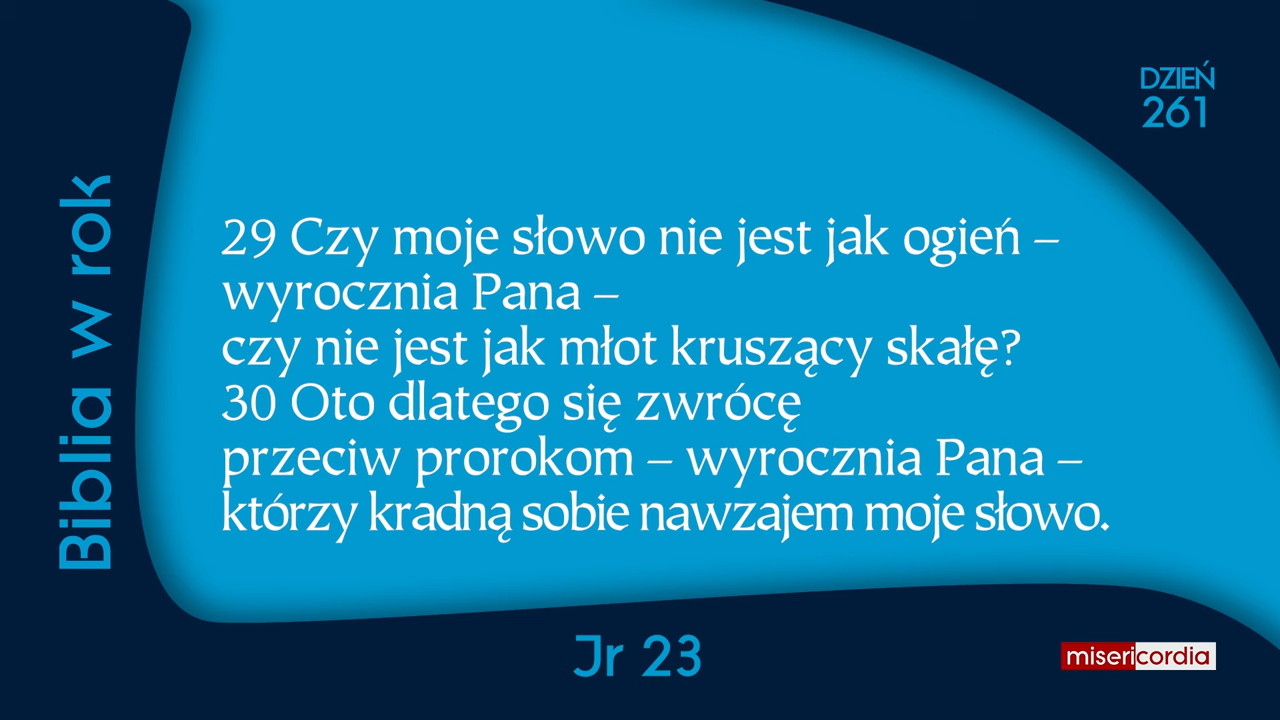 DZIEŃ
261
Biblia w rok
29 Czy moje słowo nie jest jak ogień –
wyrocznia Pana –
czy nie jest jak młot kruszący skałę?
30 Oto dlatego się zwrócę
przeciw prorokom – wyrocznia Pana –
którzy kradną sobie nawzajem moje słowo.
Jr 23
misericordia